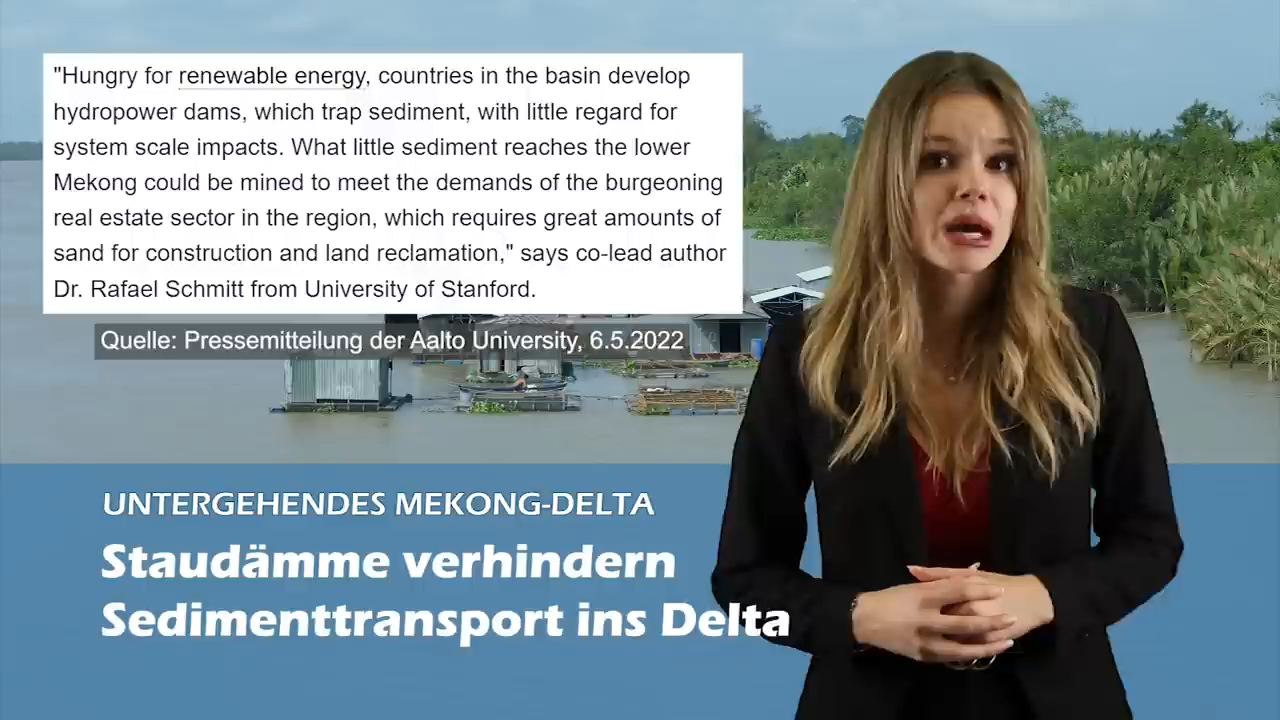 "Hungry for renewable energy, countries in the basin develop
hydropower dams, which trap sediment, with little regard for
system scale impacts. What little sediment reaches the lower
Mekong could be mined to meet the demands of the burgeoning
real estate sector in the region, which requires great amounts of
sand for construction and land reclamation," says co-lead author
Dr. Rafael Schmitt from University of Stanford.
Quelle: Pressemitteilung der Aalto University, 6.5.2022
UNTERGEHENDES MEKONG-DELTA
Staudämme verhindern
Sedimenttransport ins Delta